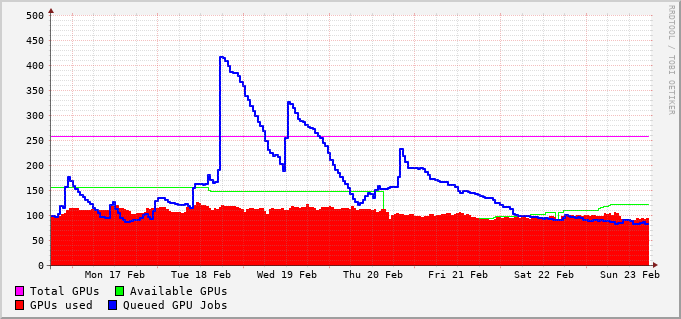 500
450
400
350
300
250
200
150
100
50
0
Mon 17 Feb Tue 18 Feb Wed 19 Feb Thu 20 Feb Fri 21 Feb Sat 22 Feb Sun 23 Feb
Total GPUs Available GPUs
GPUs used Queued GPU Jobs
RRDTOOL / TOBI OETIKER